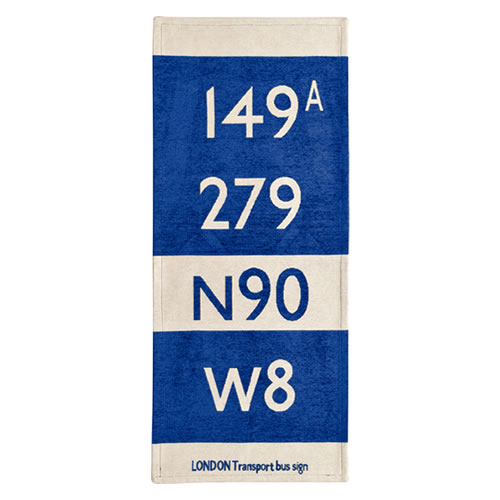 149A
279
N90
W8
LONDON Transport bus sign